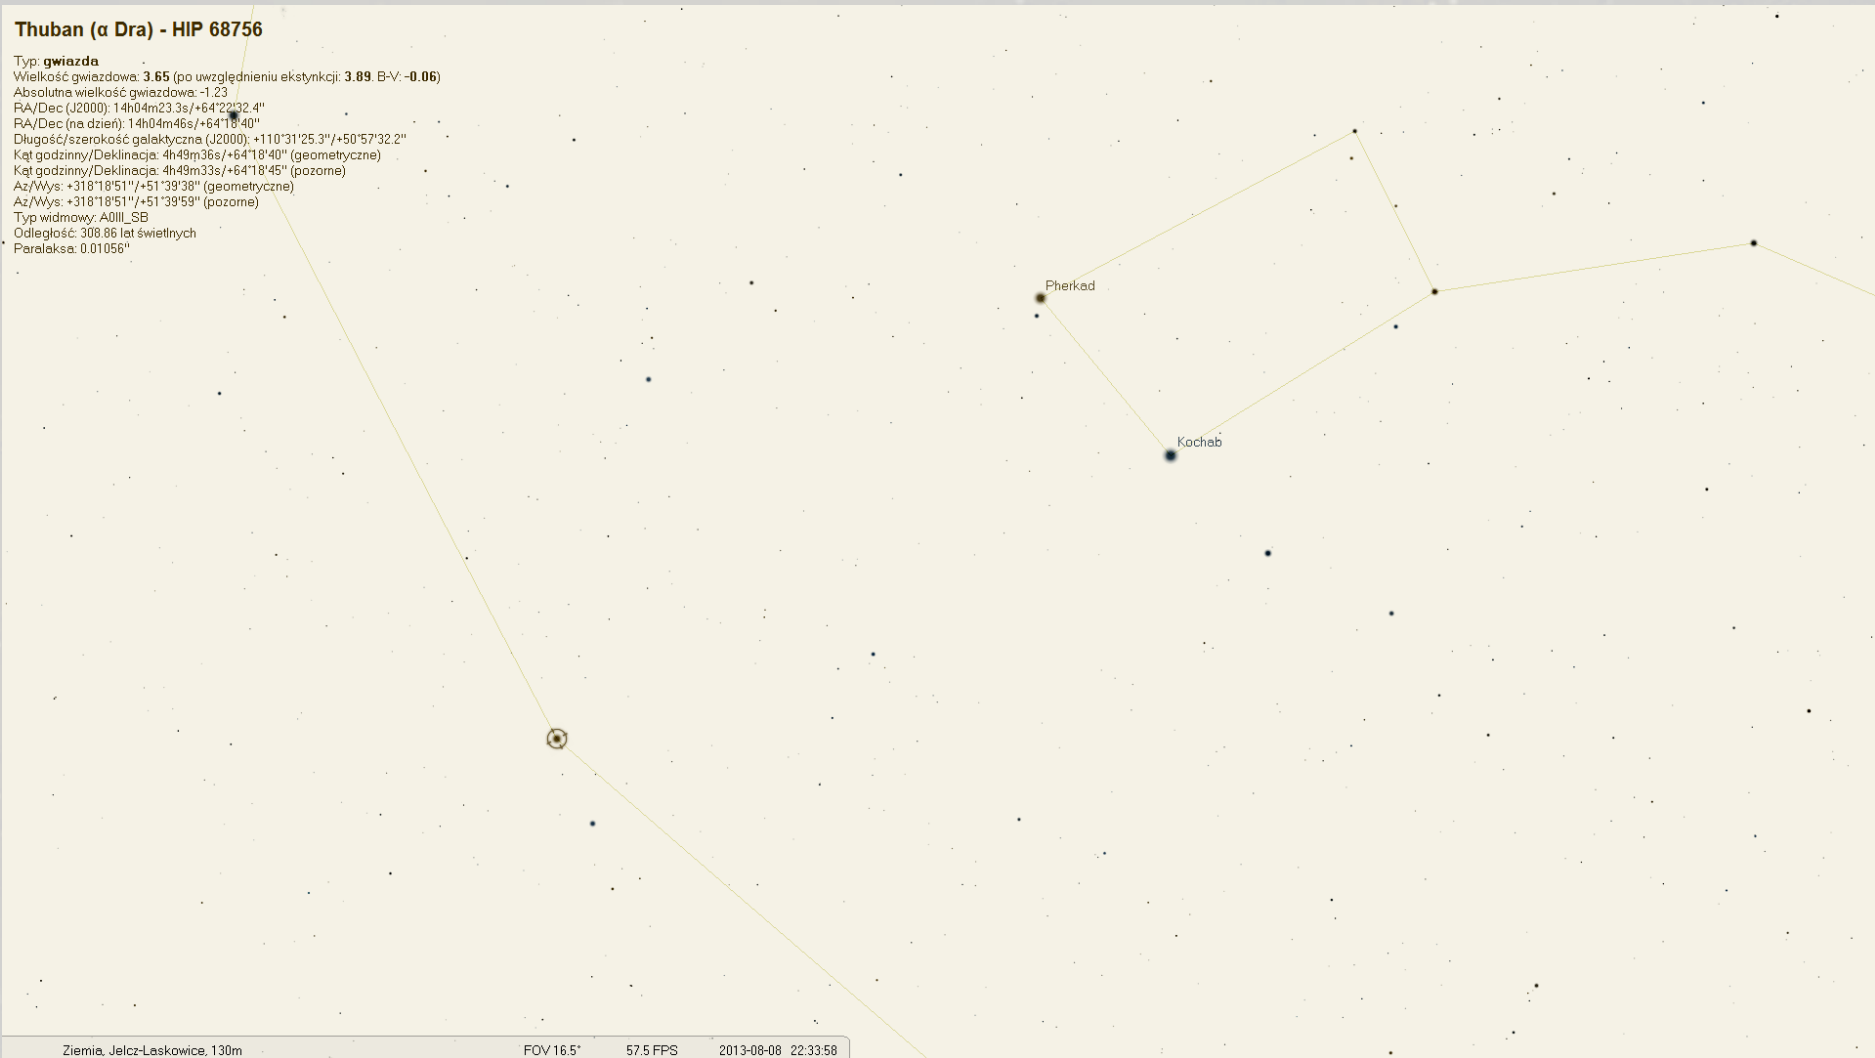 Thuban (α Dra) - HIP 68756
Typ: gwiazda
Wielkość gwiazdowa: 3.65 (po uwzględnieniu ekstynkcji: 3.89. B-V: -0.06)
Absolutna wielkość gwiazdowa: -1.23
RA/Dec (J2000): 14h04m23.3s/+64°22'32.4"
RA/Dec (na dzień): 14h04m46s/+64°18'40"
Długość/szerokość galaktyczna (J2000): +110°31'25.3"/+50°57'32.2"
Kąt godzinny/Deklinacja: 4h49m36s/+64°18'40" (geometryczne)
Kąt godzinny/Deklinacja: 4h49m33s/+64°18'45" (pozorne)
Az/Wys: +318°18'51"/+51°39'38" (geometryczne)
Az/Wys: +318°18'51"/+51°39'59" (pozorne)
Typ widmowy: A0III_SB
Odległość: 308.86 lat świetlnych
Paralaksa: 0.01056"
Pherkad
Kochab
Ziemia, Jelcz-Laskowice, 130m FOV 16.5° 57.5 FPS 2013-08-08 22:33:58